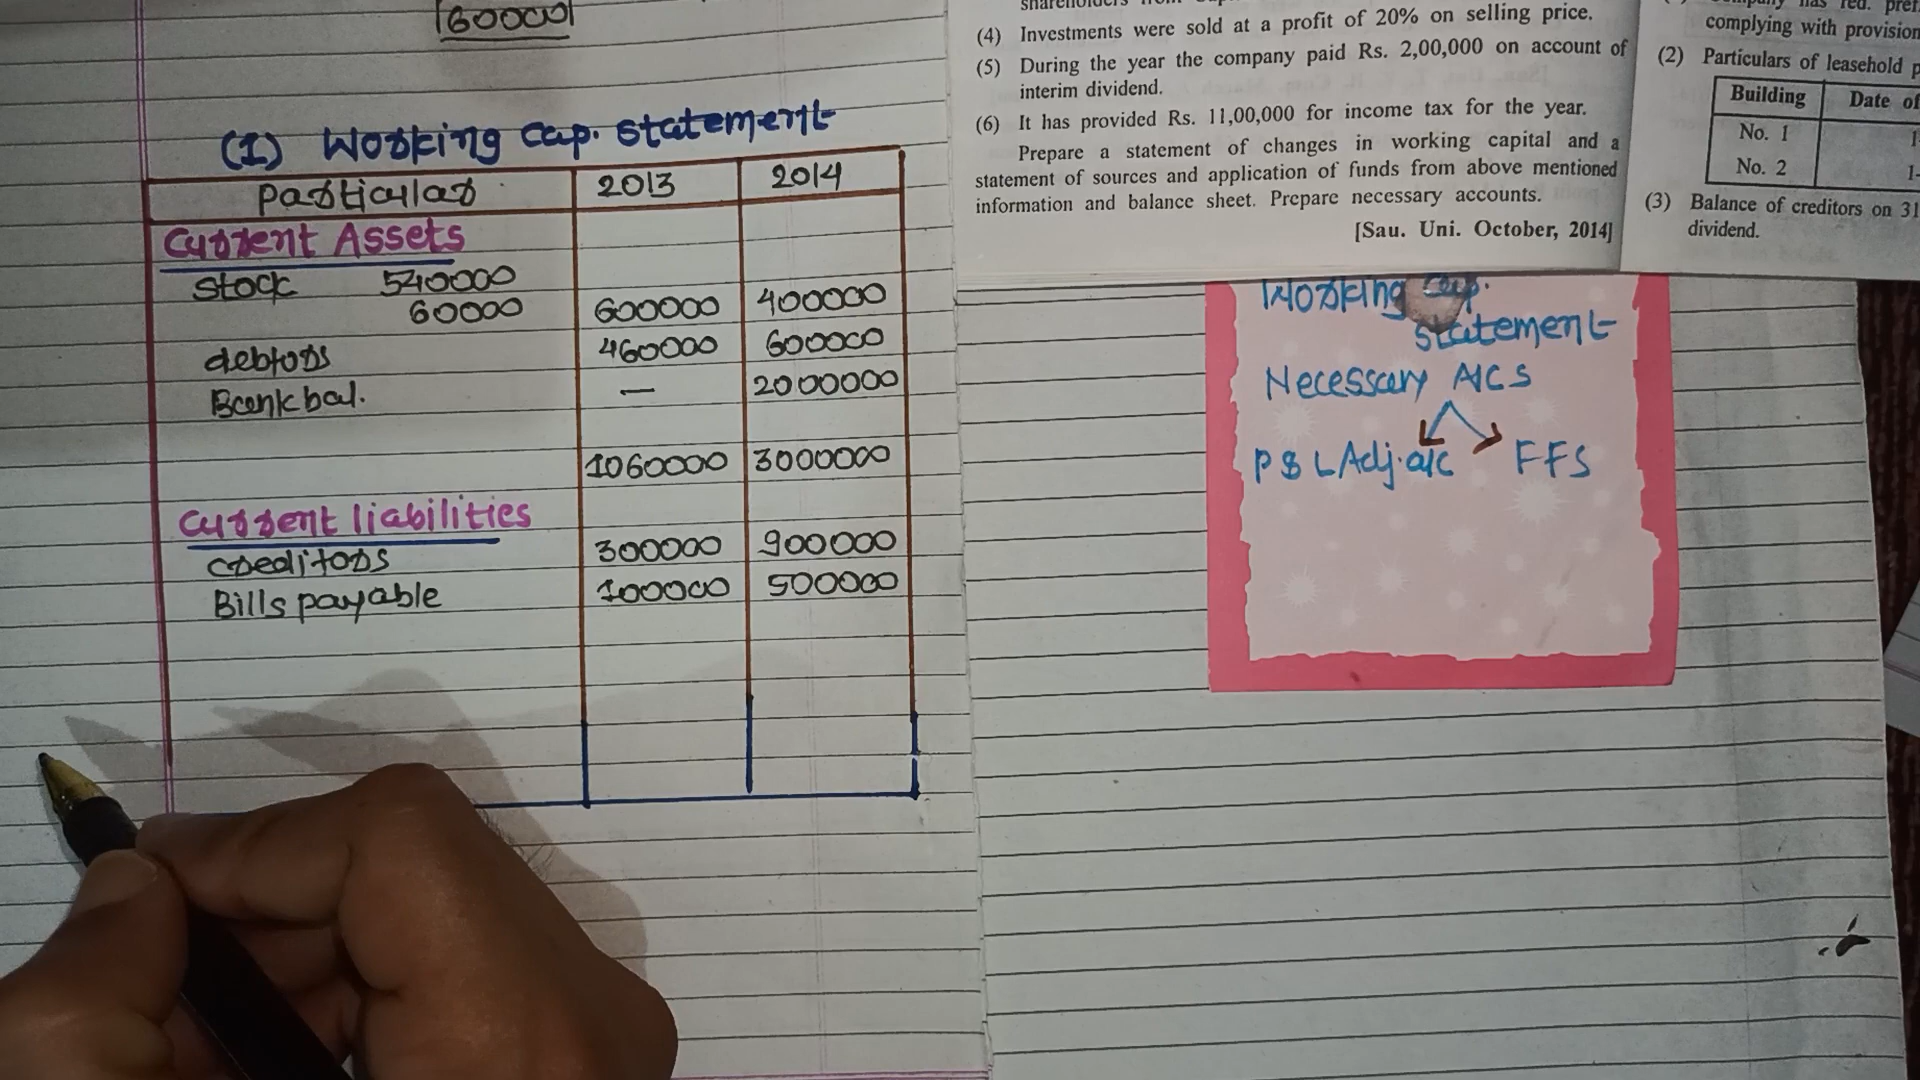 60000
(1) Working Cap. Statement
Particular 2013 2014
Current Assets
Stock 540000
60000 600000 400000
debtors 460000 600000
Bank bal. — 2000000
1060000 3000000
Current liabilities
creditors 300000 900000
Bills payable 100000 500000
(4) Investments were sold at a profit of 20% on selling price.
(5) During the year the company paid Rs. 2,00,000 on account of
interim dividend.
(6) It has provided Rs. 11,00,000 for income tax for the year.
Prepare a statement of changes in working capital and a
statement of sources and application of funds from above mentioned
information and balance sheet. Prepare necessary accounts.
[Sau. Uni. October, 2014]
complying with provision
(2) Particulars of leasehold p
Building Date of
No. 1 1
No. 2 1-
(3) Balance of creditors on 31
dividend.
Working Cap.
Statement
Necessary A/C S
P & L Adj. a/c FFS